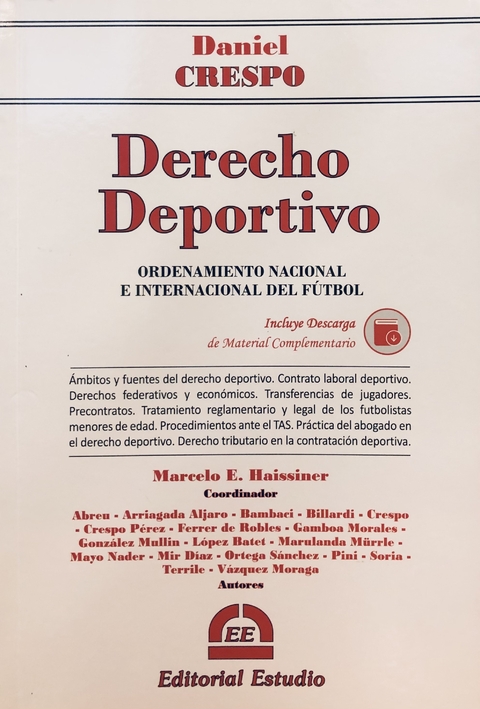 Daniel
CRESPO
Derecho
Deportivo
ORDENAMIENTO NACIONAL
E INTERNACIONAL DEL FÚTBOL
Incluye Descarga
de Material Complementario
Ámbitos y fuentes del derecho deportivo. Contrato laboral deportivo.
Derechos federativos y económicos. Transferencias de jugadores.
Precontratos. Tratamiento reglamentario y legal de los futbolistas
menores de edad. Procedimientos ante el TAS. Práctica del abogado en
el derecho deportivo. Derecho tributario en la contratación deportiva.
Marcelo E. Haissiner
Coordinador
Abreu - Arriagada Aljaro - Bambaci - Billardi - Crespo
- Crespo Pérez - Ferrer de Robles - Gamboa Morales -
González Mullin - López Batet - Marulanda Mürrle -
Mayo Nader - Mir Díaz - Ortega Sánchez - Pini - Soria -
Terrile - Vázquez Moraga
Autores
EE
Editorial Estudio